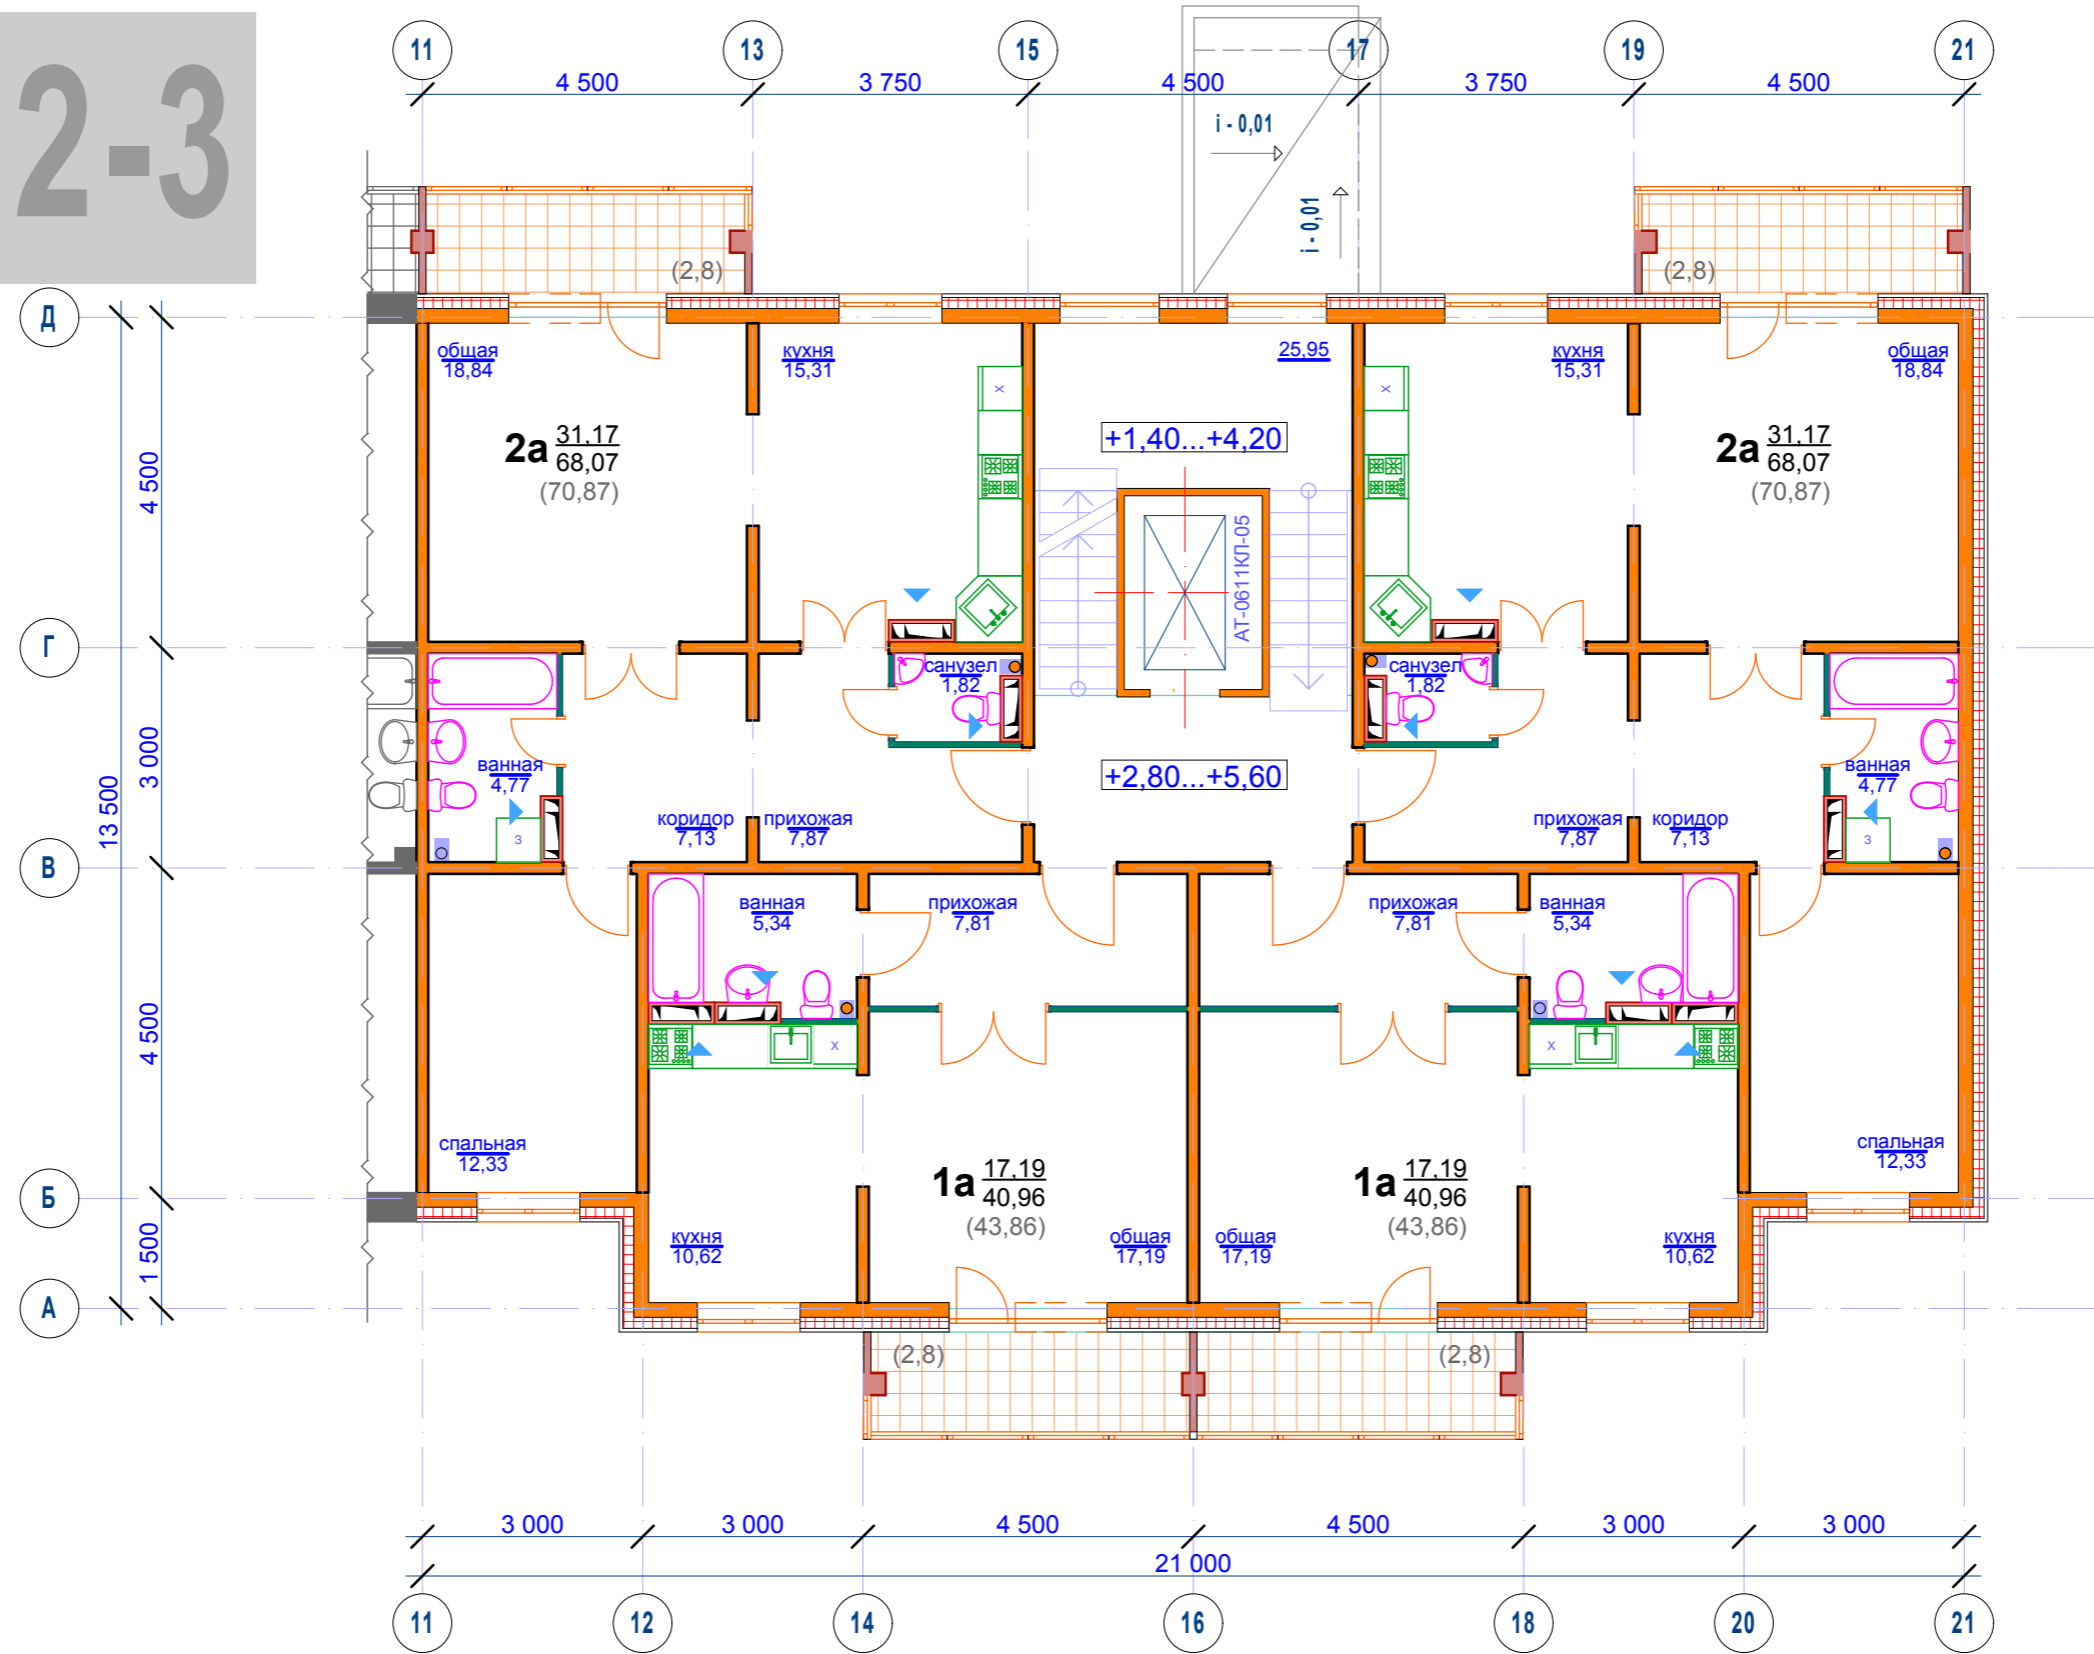 2-3
11
13
15
17
19
21
4 500
3 750
4 500
3 750
4 500
i - 0,01
i - 0,01
(2,8)
(2,8)
Д
Г
В
Б
А
13 500
4 500
3 000
4 500
1 500
общая
18,84
кухня
15,31
25,95
кухня
15,31
общая
18,84
2а 31,17
68,07
(70,87)
+1,40...+4,20
2а 31,17
68,07
(70,87)
х
х
АТ-0611КЛ-05
санузел
1,82
санузел
1,82
ванная
4,77
ванная
4,77
+2,80...+5,60
коридор
7,13
прихожая
7,87
прихожая
7,87
коридор
7,13
з
з
ванная
5,34
прихожая
7,81
прихожая
7,81
ванная
5,34
х
х
спальная
12,33
спальная
12,33
1а 17,19
40,96
(43,86)
1а 17,19
40,96
(43,86)
кухня
10,62
общая
17,19
общая
17,19
кухня
10,62
(2,8)
(2,8)
3 000
3 000
4 500
4 500
3 000
3 000
21 000
11
12
14
16
18
20
21